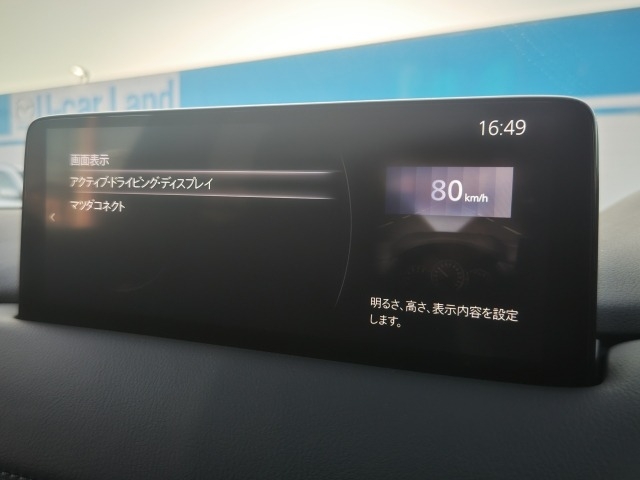 U-car Land
16:49
画面表示
アクティブ・ドライビング・ディスプレイ
マツダコネクト
80 km/h
明るさ、高さ、表示内容を設定
します。